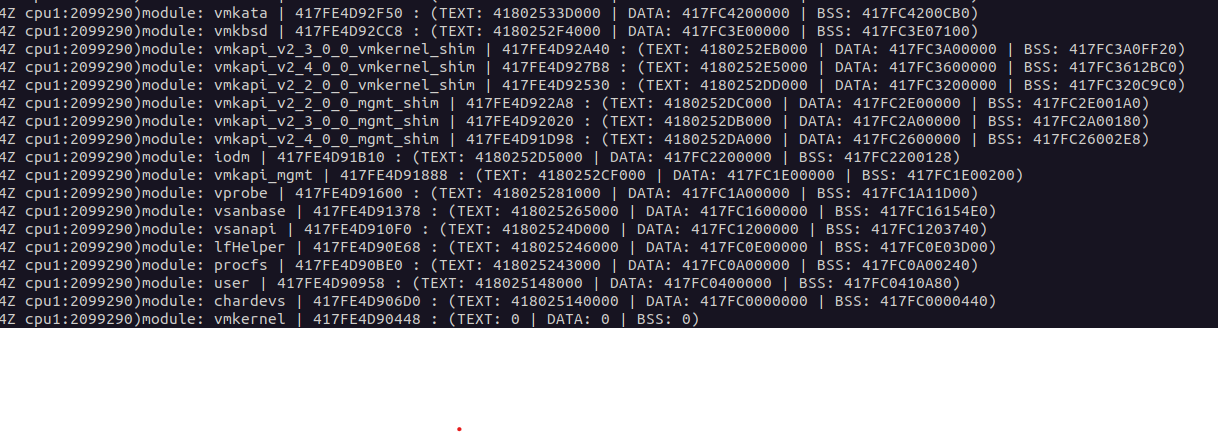 4Z cpu1:2099290)module: vmkata | 417FE4D92F50 : (TEXT: 41802533D000 | DATA: 417FC4200000 | BSS: 417FC4200CB0)
4Z cpu1:2099290)module: vmkbsd | 417FE4D92CC8 : (TEXT: 4180252F4000 | DATA: 417FC3E00000 | BSS: 417FC3E07100)
4Z cpu1:2099290)module: vmkapi_v2_3_0_0_vmkernel_shim | 417FE4D92A40 : (TEXT: 4180252EB000 | DATA: 417FC3A00000 | BSS: 417FC3A0FF20)
4Z cpu1:2099290)module: vmkapi_v2_4_0_0_vmkernel_shim | 417FE4D927B8 : (TEXT: 4180252E5000 | DATA: 417FC3600000 | BSS: 417FC3612BC0)
4Z cpu1:2099290)module: vmkapi_v2_2_0_0_vmkernel_shim | 417FE4D92530 : (TEXT: 4180252DD000 | DATA: 417FC3200000 | BSS: 417FC320C9C0)
4Z cpu1:2099290)module: vmkapi_v2_2_0_0_mgmt_shim | 417FE4D922A8 : (TEXT: 4180252DC000 | DATA: 417FC2E00000 | BSS: 417FC2E001A0)
4Z cpu1:2099290)module: vmkapi_v2_3_0_0_mgmt_shim | 417FE4D92020 : (TEXT: 4180252DB000 | DATA: 417FC2A00000 | BSS: 417FC2A00180)
4Z cpu1:2099290)module: vmkapi_v2_4_0_0_mgmt_shim | 417FE4D91D98 : (TEXT: 4180252DA000 | DATA: 417FC2600000 | BSS: 417FC26002E8)
4Z cpu1:2099290)module: iodm | 417FE4D91B10 : (TEXT: 4180252D5000 | DATA: 417FC2200000 | BSS: 417FC2200128)
4Z cpu1:2099290)module: vmkapi_mgmt | 417FE4D91888 : (TEXT: 4180252CF000 | DATA: 417FC1E00000 | BSS: 417FC1E00200)
4Z cpu1:2099290)module: vprobe | 417FE4D91600 : (TEXT: 418025281000 | DATA: 417FC1A00000 | BSS: 417FC1A11D00)
4Z cpu1:2099290)module: vsanbase | 417FE4D91378 : (TEXT: 418025265000 | DATA: 417FC1600000 | BSS: 417FC16154E0)
4Z cpu1:2099290)module: vsanapi | 417FE4D910F0 : (TEXT: 41802524D000 | DATA: 417FC1200000 | BSS: 417FC1203740)
4Z cpu1:2099290)module: lfHelper | 417FE4D90E68 : (TEXT: 418025246000 | DATA: 417FC0E00000 | BSS: 417FC0E03D00)
4Z cpu1:2099290)module: procfs | 417FE4D90BE0 : (TEXT: 418025243000 | DATA: 417FC0A00000 | BSS: 417FC0A00240)
4Z cpu1:2099290)module: user | 417FE4D90958 : (TEXT: 418025148000 | DATA: 417FC0400000 | BSS: 417FC0410A80)
4Z cpu1:2099290)module: chardevs | 417FE4D906D0 : (TEXT: 418025140000 | DATA: 417FC0000000 | BSS: 417FC0000440)
4Z cpu1:2099290)module: vmkernel | 417FE4D90448 : (TEXT: 0 | DATA: 0 | BSS: 0)